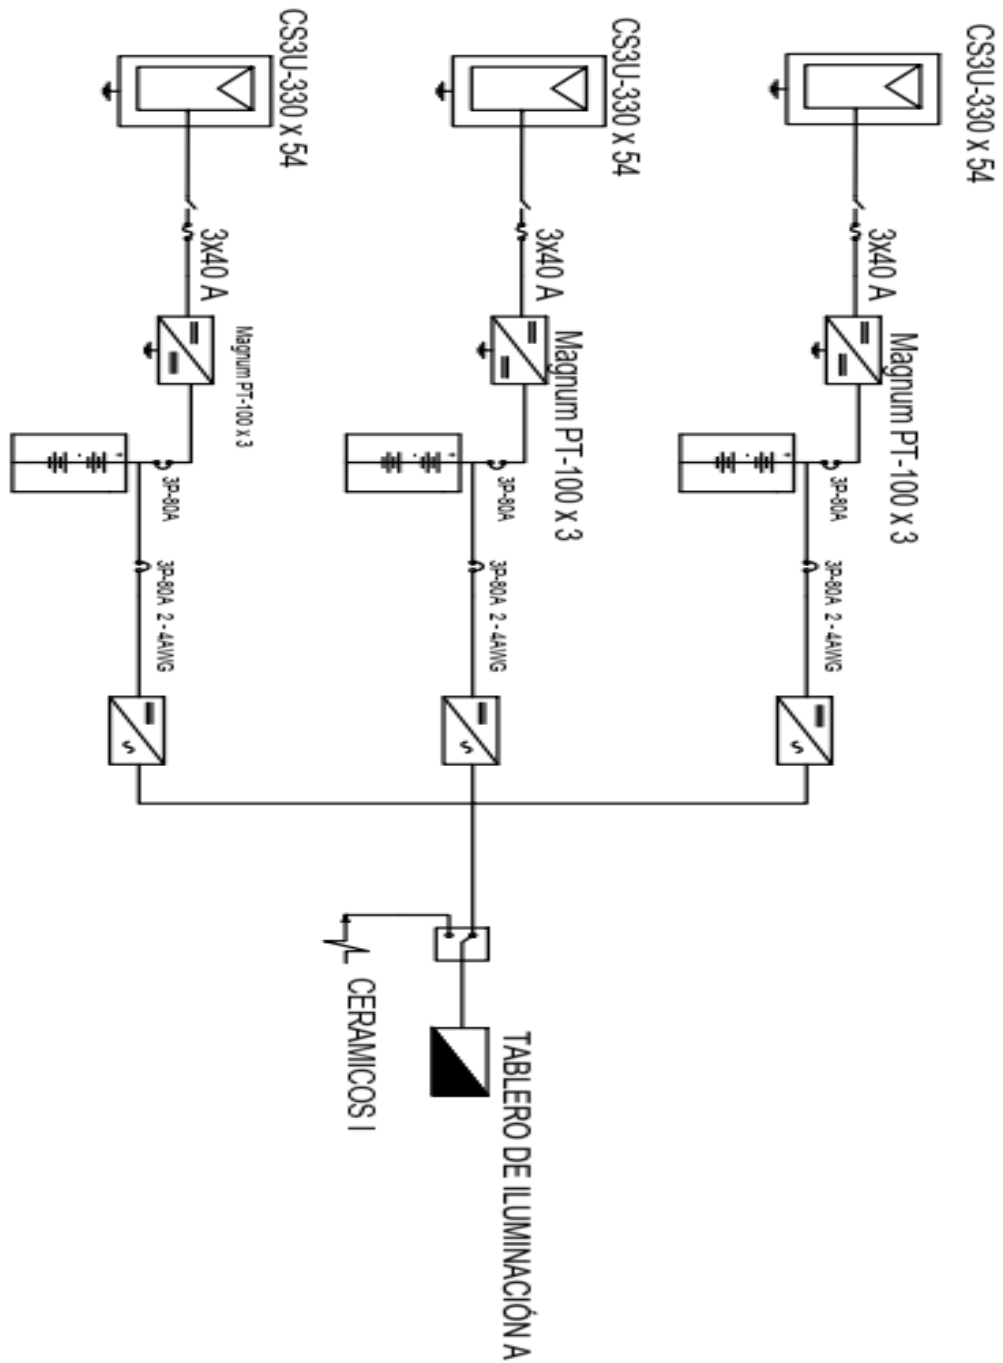 CS3U-330 x 54
3x40 A
Magnum PT-100 x 3
3P-80A
3P-80A 2 - 4AWG
CS3U-330 x 54
3x40 A
Magnum PT-100 x 3
3P-80A
3P-80A 2 - 4AWG
CS3U-330 x 54
3x40 A
Magnum PT-100 x 3
3P-80A
3P-80A 2 - 4AWG
TABLERO DE ILUMINACIÓN A
CERAMICOS I